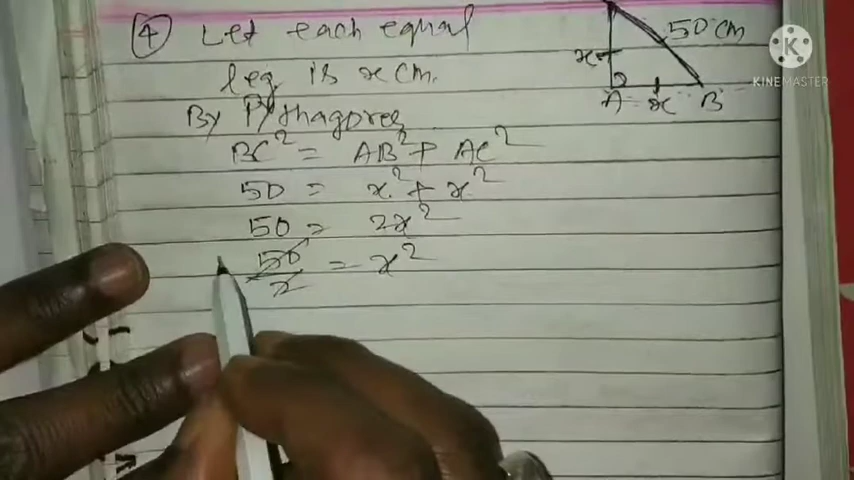 ④ Let each equal
leg is x cm.
By Pythagores
BC² = AB² + AC²
50 = x² + x²
50 = 2x²
50/2 = x²
50 cm
x
A x B
KINEMASTER